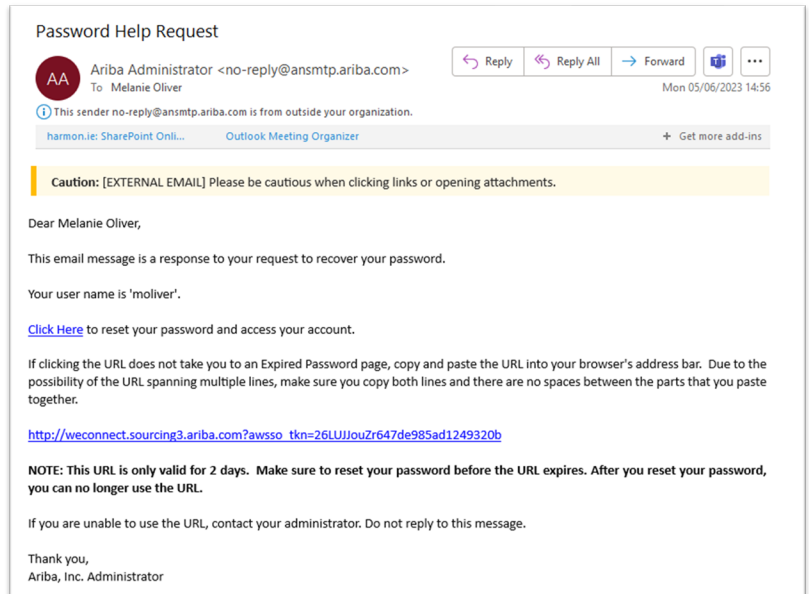 Password Help Request
AA
Ariba Administrator <no-reply@ansmtp.ariba.com>
To Melanie Oliver
Reply
Reply All
Forward
Mon 05/06/2023 14:56
This sender no-reply@ansmtp.ariba.com is from outside your organization.
harmon.ie: SharePoint Onli... Outlook Meeting Organizer + Get more add-ins
Caution: [EXTERNAL EMAIL] Please be cautious when clicking links or opening attachments.
Dear Melanie Oliver,
This email message is a response to your request to recover your password.
Your user name is 'moliver'.
Click Here to reset your password and access your account.
If clicking the URL does not take you to an Expired Password page, copy and paste the URL into your browser's address bar.  Due to the
possibility of the URL spanning multiple lines, make sure you copy both lines and there are no spaces between the parts that you paste
together.
http://weconnect.sourcing3.ariba.com?awsso_tkn=26LUJJouZr647de985ad1249320b
NOTE: This URL is only valid for 2 days.  Make sure to reset your password before the URL expires. After you reset your password,
you can no longer use the URL.
If you are unable to use the URL, contact your administrator. Do not reply to this message.
Thank you,
Ariba, Inc. Administrator